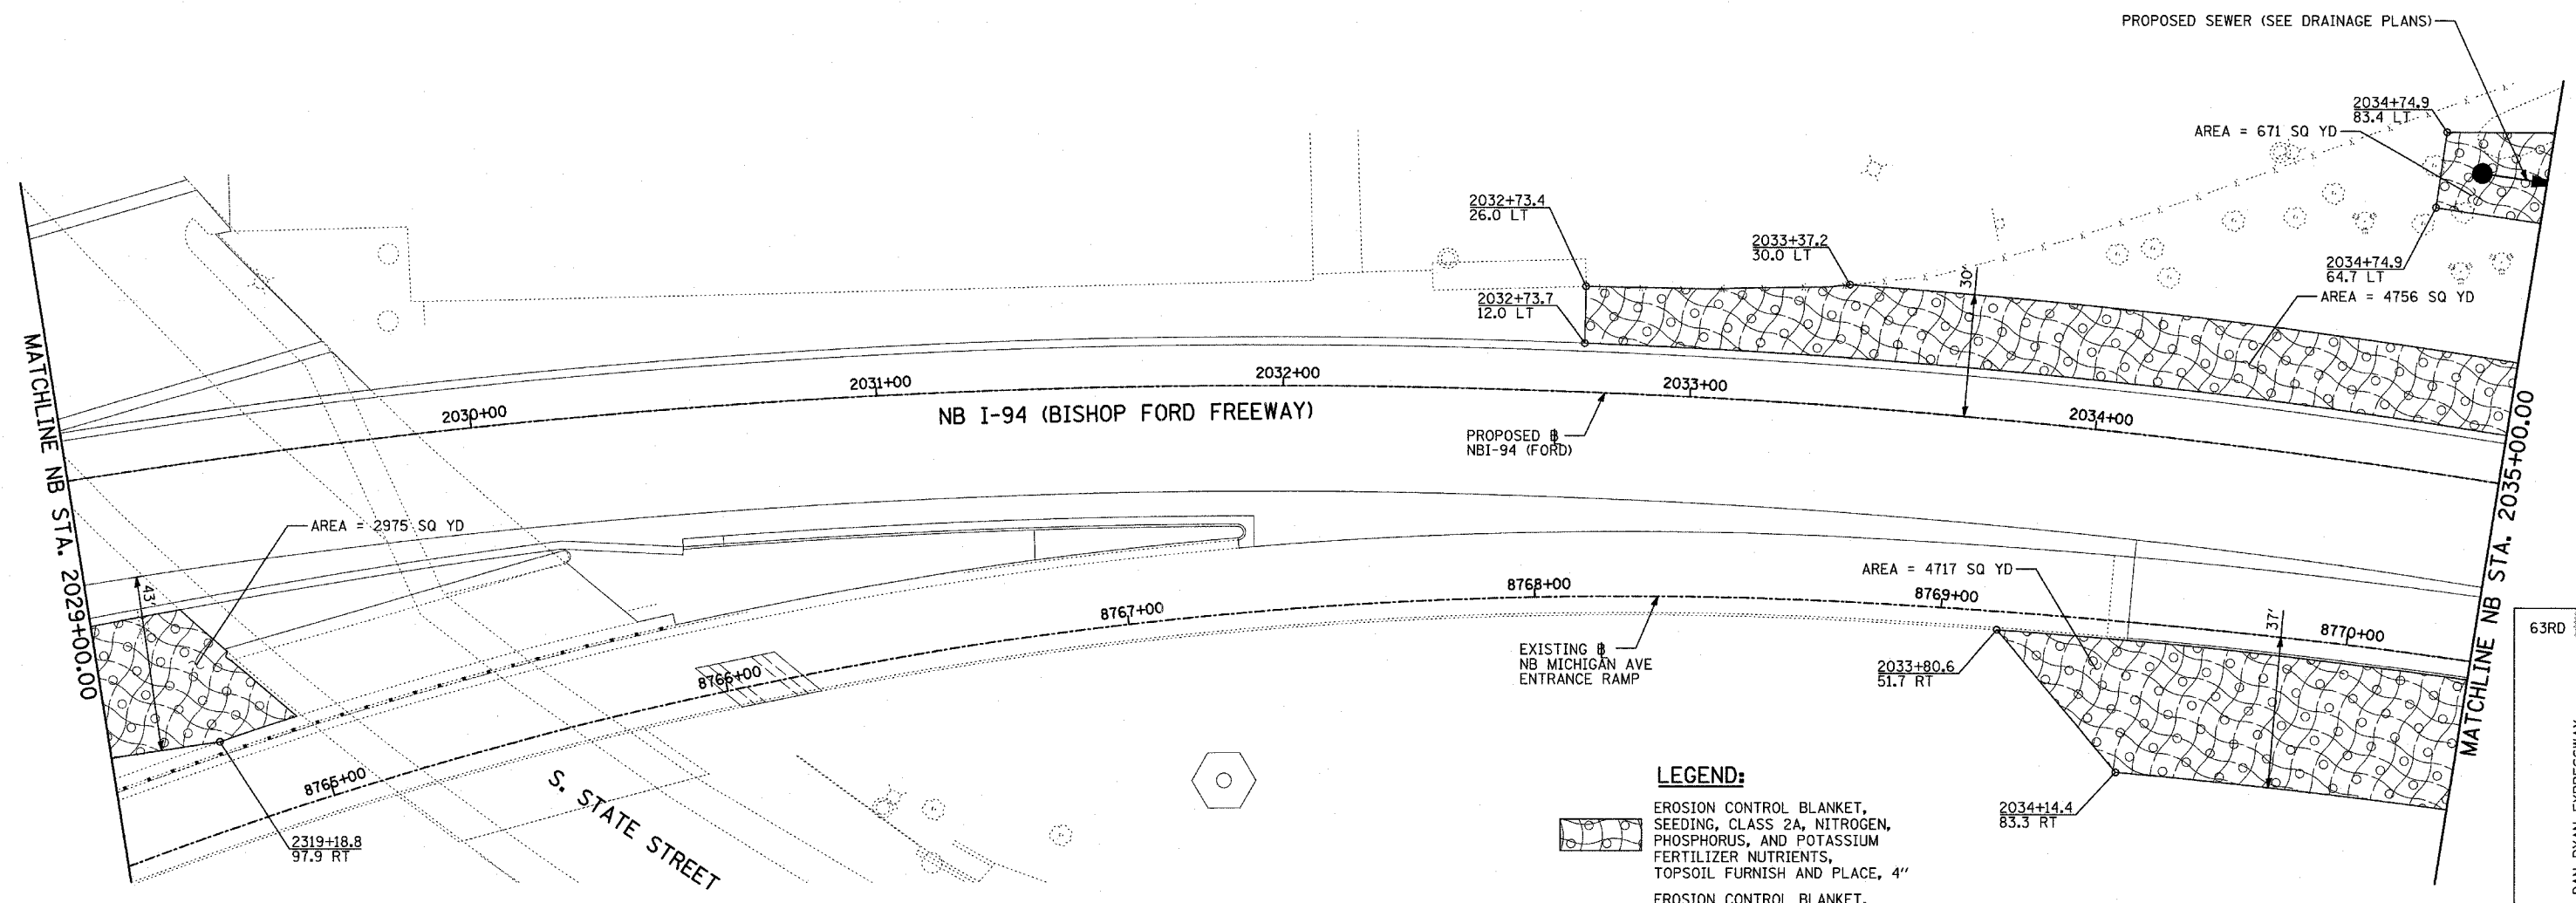 PROPOSED SEWER (SEE DRAINAGE PLANS)
2034+74.9
83.4 LT
AREA = 671 SQ YD
2032+73.4
26.0 LT
2033+37.2
30.0 LT
30'
2034+74.9
64.7 LT
2032+73.7
12.0 LT
AREA = 4756 SQ YD
MATCHLINE NB STA. 2029+00.00
2030+00
2031+00
2032+00
2033+00
2034+00
NB I-94 (BISHOP FORD FREEWAY)
PROPOSED B
NBI-94 (FORD)
MATCHLINE NB STA. 2035+00.00
AREA = 2975 SQ YD
43'
8765+00
8766+00
8767+00
8768+00
8769+00
8770+00
AREA = 4717 SQ YD
37'
EXISTING B
NB MICHIGAN AVE
ENTRANCE RAMP
2033+80.6
51.7 RT
63RD
2319+18.8
97.9 RT
S. STATE STREET
2034+14.4
83.3 RT
LEGEND:
EROSION CONTROL BLANKET,
SEEDING, CLASS 2A, NITROGEN,
PHOSPHORUS, AND POTASSIUM
FERTILIZER NUTRIENTS,
TOPSOIL FURNISH AND PLACE, 4"
EROSION CONTROL BLANKET,
DAN RYAN EXPRESSWAY